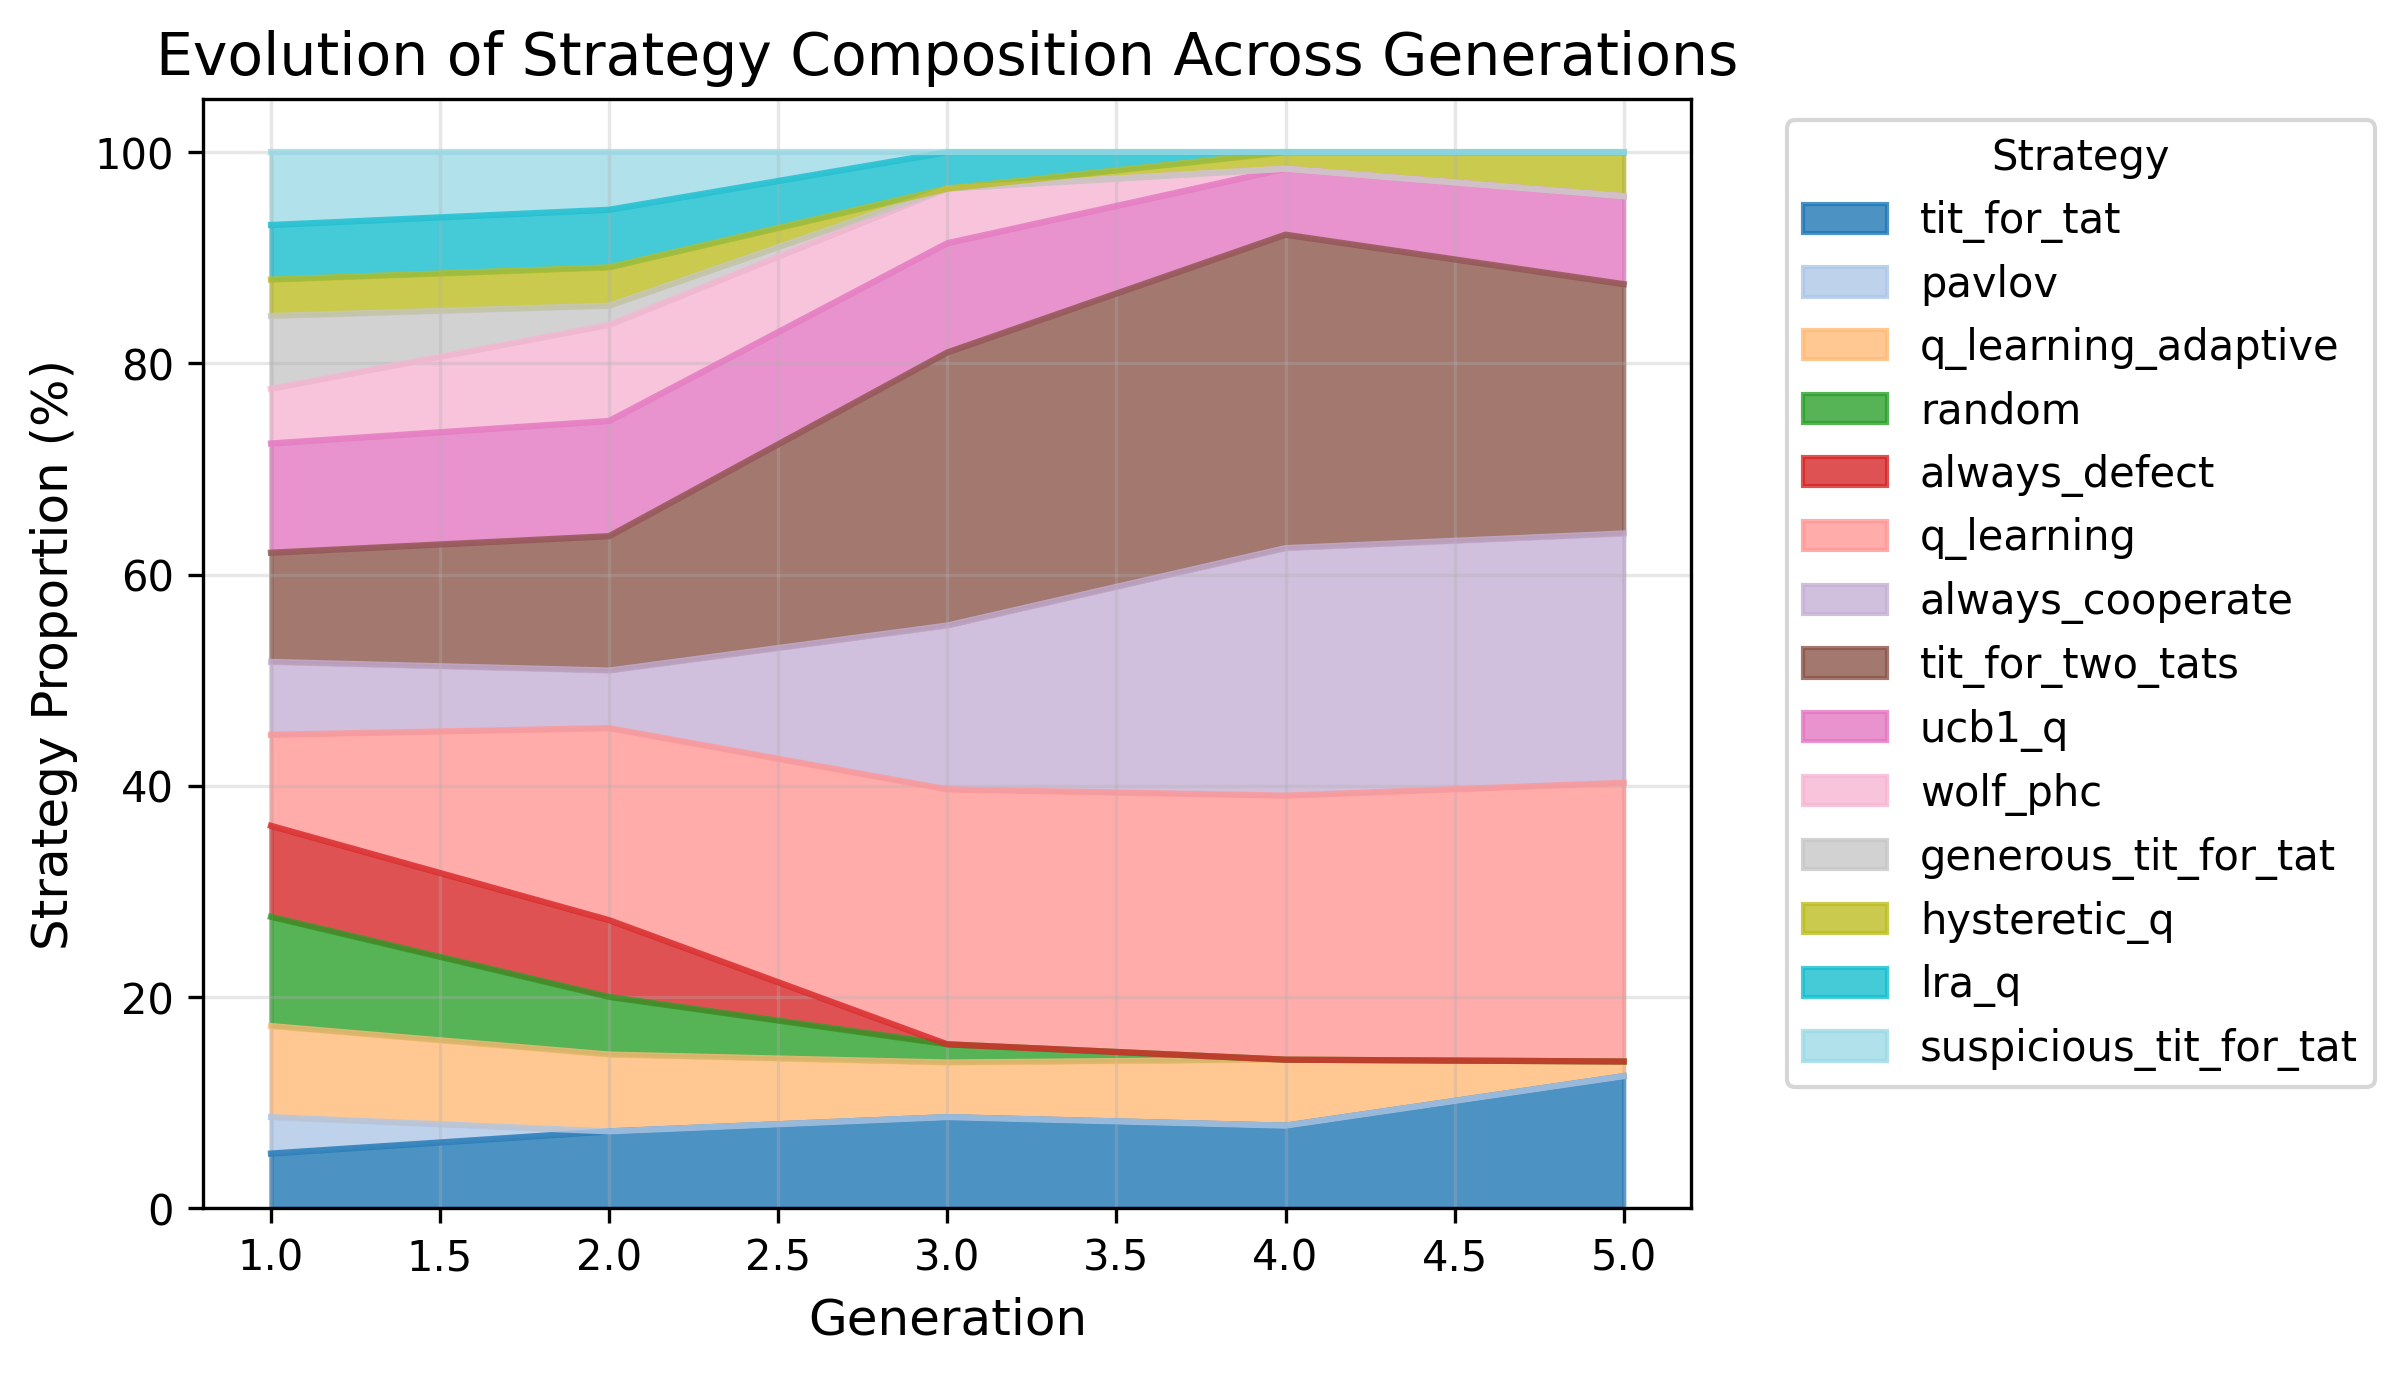 Evolution of Strategy Composition Across Generations
Strategy Proportion (%)
100
80
60
40
20
0
1.0 1.5 2.0 2.5 3.0 3.5 4.0 4.5 5.0
Generation
Strategy
tit_for_tat
pavlov
q_learning_adaptive
random
always_defect
q_learning
always_cooperate
tit_for_two_tats
ucb1_q
wolf_phc
generous_tit_for_tat
hysteretic_q
lra_q
suspicious_tit_for_tat